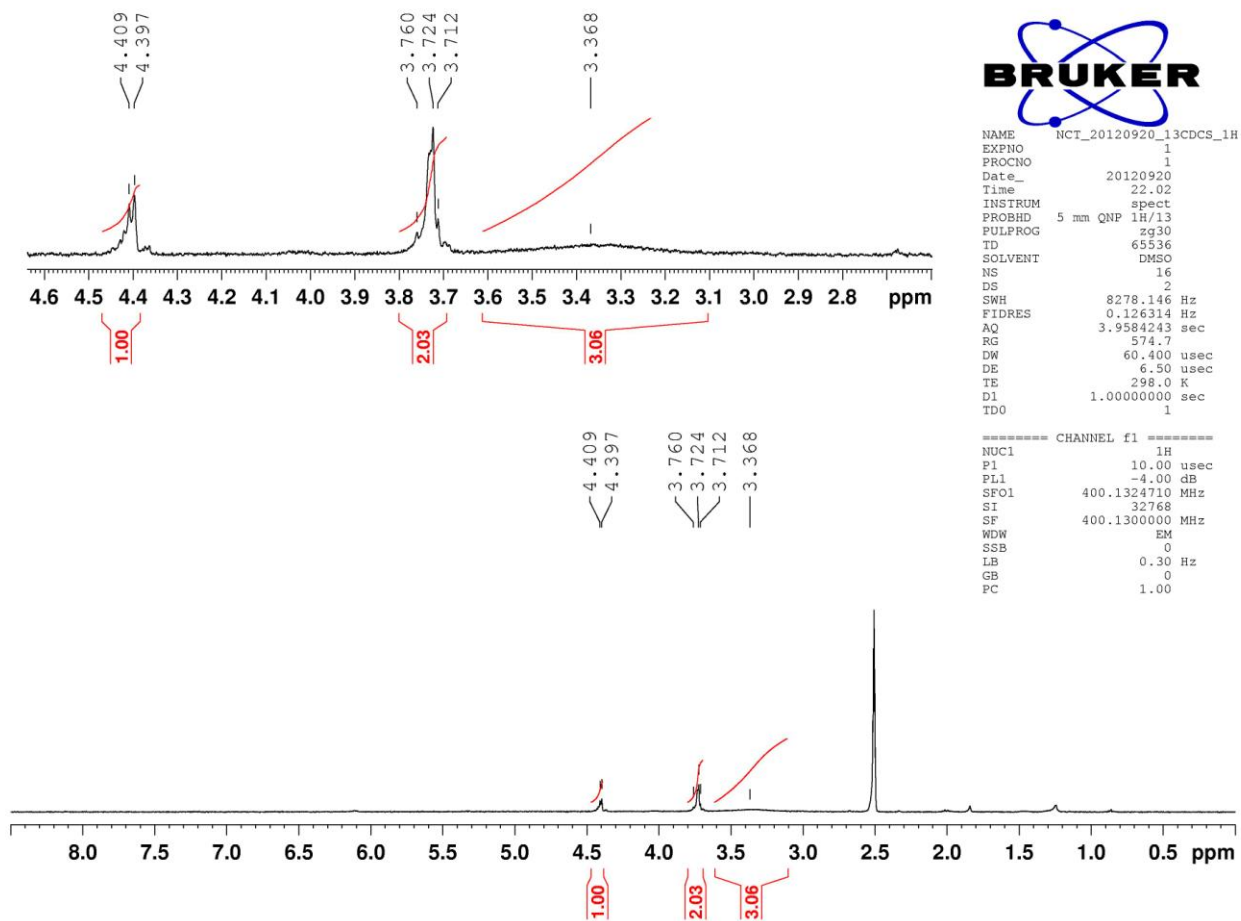 4.409
4.397
3.760
3.724
3.712
3.368
4.6 4.5 4.4 4.3 4.2 4.1 4.0 3.9 3.8 3.7 3.6 3.5 3.4 3.3 3.2 3.1 3.0 2.9 2.8 ppm
1.00
2.03
3.06
BRUKER
NAME NCT_20120920_13CDCS_1H
EXPNO 1
PROCNO 1
Date_ 20120920
Time 22.02
INSTRUM spect
PROBHD 5 mm QNP 1H/13
PULPROG zg30
TD 65536
SOLVENT DMSO
NS 16
DS 2
SWH 8278.146 Hz
FIDRES 0.126314 Hz
AQ 3.9584243 sec
RG 574.7
DW 60.400 usec
DE 6.50 usec
TE 298.0 K
D1 1.00000000 sec
TD0 1
======== CHANNEL f1 ========
NUC1 1H
P1 10.00 usec
PL1 -4.00 dB
SFO1 400.1324710 MHz
SI 32768
SF 400.1300000 MHz
WDW EM
SSB 0
LB 0.30 Hz
GB 0
PC 1.00
4.409
4.397
3.760
3.724
3.712
3.368
8.0 7.5 7.0 6.5 6.0 5.5 5.0 4.5 4.0 3.5 3.0 2.5 2.0 1.5 1.0 0.5 ppm
1.00
2.03
3.06